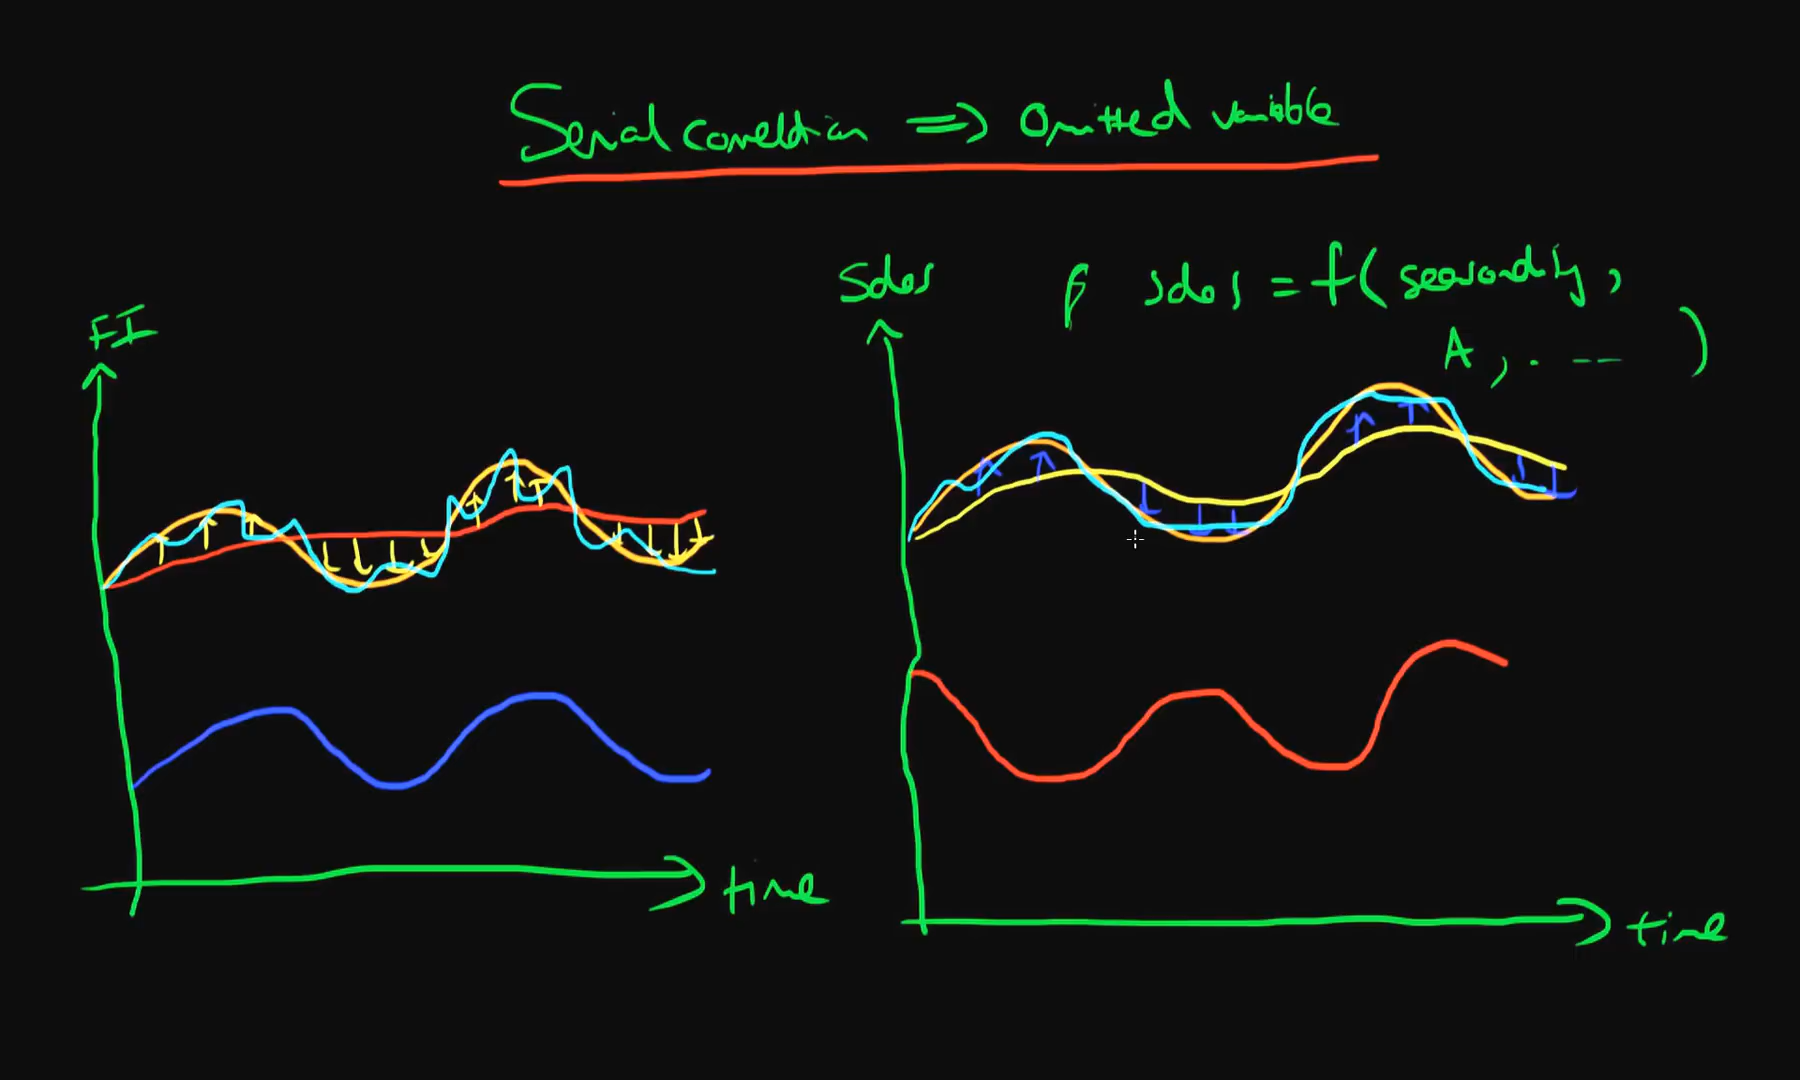 Serial correlation => Omitted variable
FI
Sales
β sales = f(seasonality,
A, . -- )
time
time